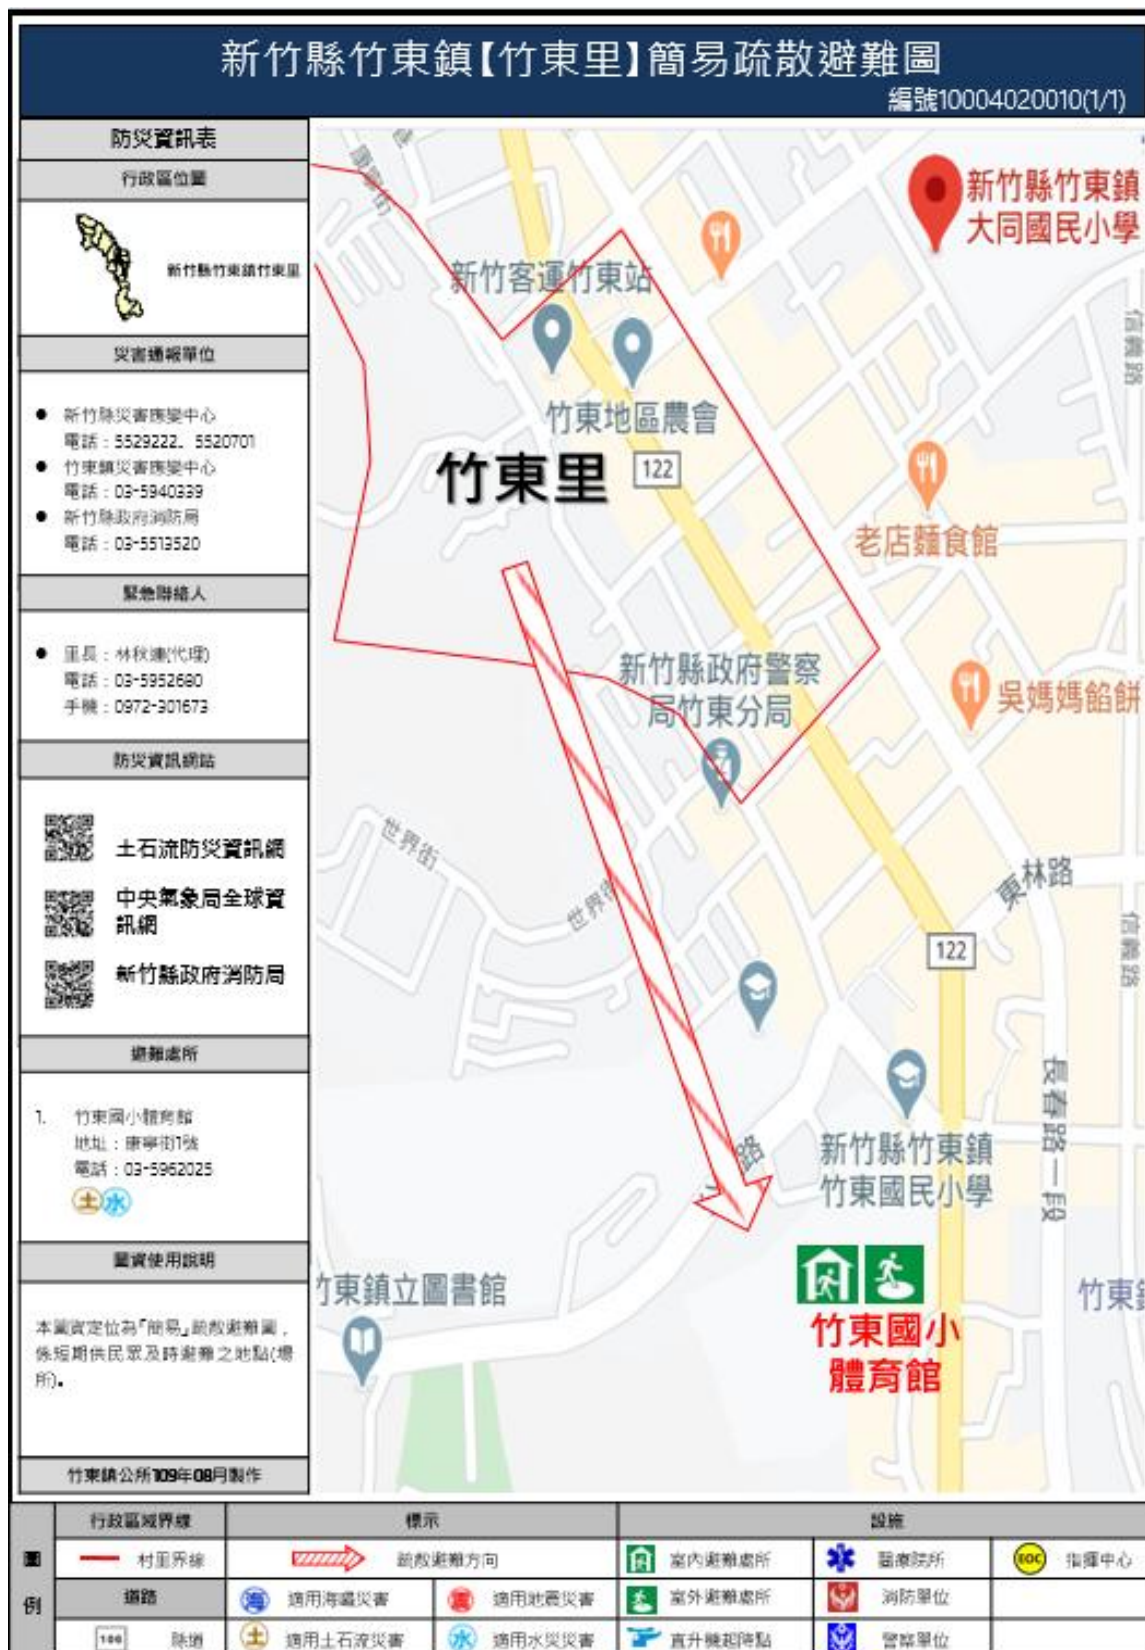 新竹縣竹東鎮【竹東里】簡易疏散避難圖
編號10004020010(1/1)
防災資訊表
行政區位圖
新竹縣竹東鎮竹東里
災害通報單位
● 新竹縣災害應變中心
電話：5529222、5520701
● 竹東鎮災害應變中心
電話：03-5940339
● 新竹縣政府消防局
電話：03-5513520
緊急聯絡人
● 里長：林秋 (代理)
電話：03-5952680
手機：0972-301673
防災資訊網站
土石流防災資訊網
中央氣象局全球資
訊網
新竹縣政府消防局
避難處所
1. 竹東國小體育館
地址：康寧街1號
電話：03-5962025
土 水
圖資使用說明
本圖資定位為「簡易」疏散避難圖，
係短期供民眾及時避難之地點(場
所)。
竹東鎮公所109年08月製作
康寧街
新竹縣竹東鎮
大同國民小學
新竹客運竹東站
信義路
竹東地區農會
竹東里
122
老店麵食館
新竹縣政府警察
局竹東分局
吳媽媽餡餅
世界街
世界街
東林路
122
信義路
長春路一段
路
新竹縣竹東鎮
竹東國民小學
竹東鎮立圖書館
竹東鎮
竹東國小
體育館
圖例
行政區域界線
標示
設施
村里界線
疏散避難方向
室內避難處所
醫療院所
EOC 指揮中心
道路
海 適用海嘯災害
震 適用地震災害
室外避難處所
消防單位
106 縣道
土 適用土石流災害
水 適用水災災害
直升機起降點
警察單位